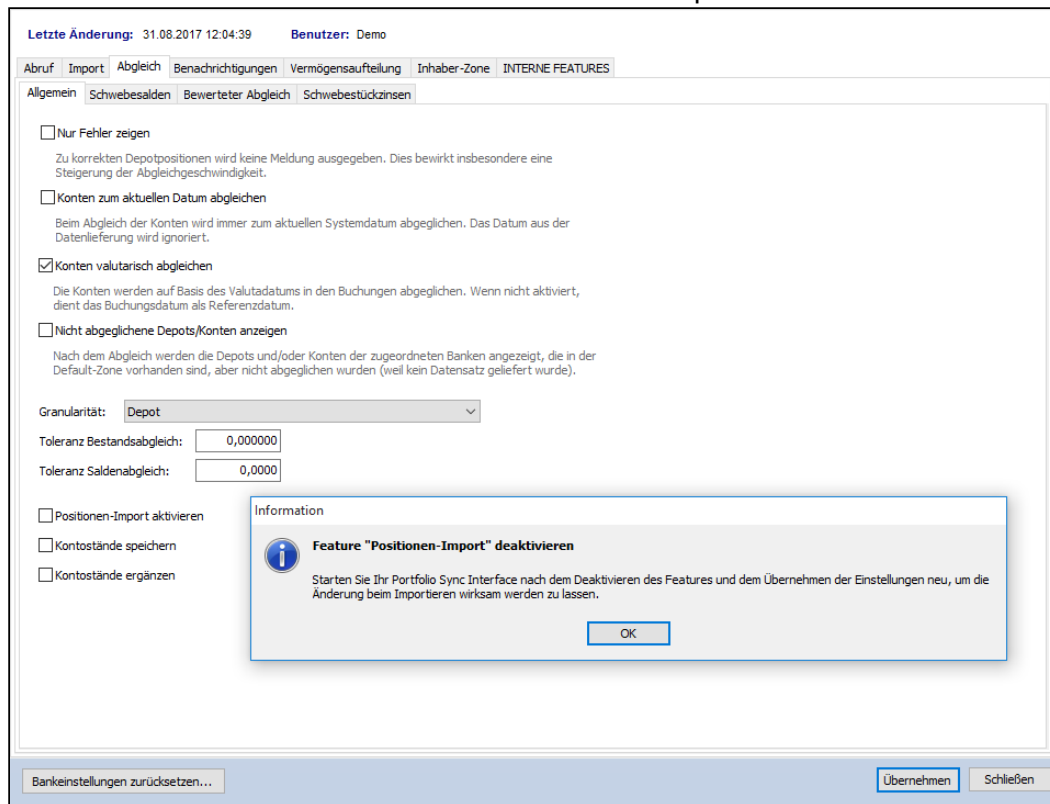 Letzte Änderung: 31.08.2017 12:04:39 Benutzer: Demo
Abruf Import Abgleich Benachrichtigungen Vermögensaufteilung Inhaber-Zone INTERNE FEATURES
Allgemein Schwebesalden Bewerteter Abgleich Schwebestückzinsen
Nur Fehler zeigen
Zu korrekten Depotpositionen wird keine Meldung ausgegeben. Dies bewirkt insbesondere eine
Steigerung der Abgleichgeschwindigkeit.
Konten zum aktuellen Datum abgleichen
Beim Abgleich der Konten wird immer zum aktuellen Systemdatum abgeglichen. Das Datum aus der
Datenlieferung wird ignoriert.
Konten valutarisch abgleichen
Die Konten werden auf Basis des Valutadatums in den Buchungen abgeglichen. Wenn nicht aktiviert,
dient das Buchungsdatum als Referenzdatum.
Nicht abgeglichene Depots/Konten anzeigen
Nach dem Abgleich werden die Depots und/oder Konten der zugeordneten Banken angezeigt, die in der
Default-Zone vorhanden sind, aber nicht abgeglichen wurden (weil kein Datensatz geliefert wurde).
Granularität: Depot
Toleranz Bestandsabgleich: 0,000000
Toleranz Saldenabgleich: 0,0000
Positionen-Import aktivieren
Kontostände speichern
Kontostände ergänzen
Information
Feature "Positionen-Import" deaktivieren
Starten Sie Ihr Portfolio Sync Interface nach dem Deaktivieren des Features und dem Übernehmen der Einstellungen neu, um die
Änderung beim Importieren wirksam werden zu lassen.
OK
Bankeinstellungen zurücksetzen... Übernehmen Schließen